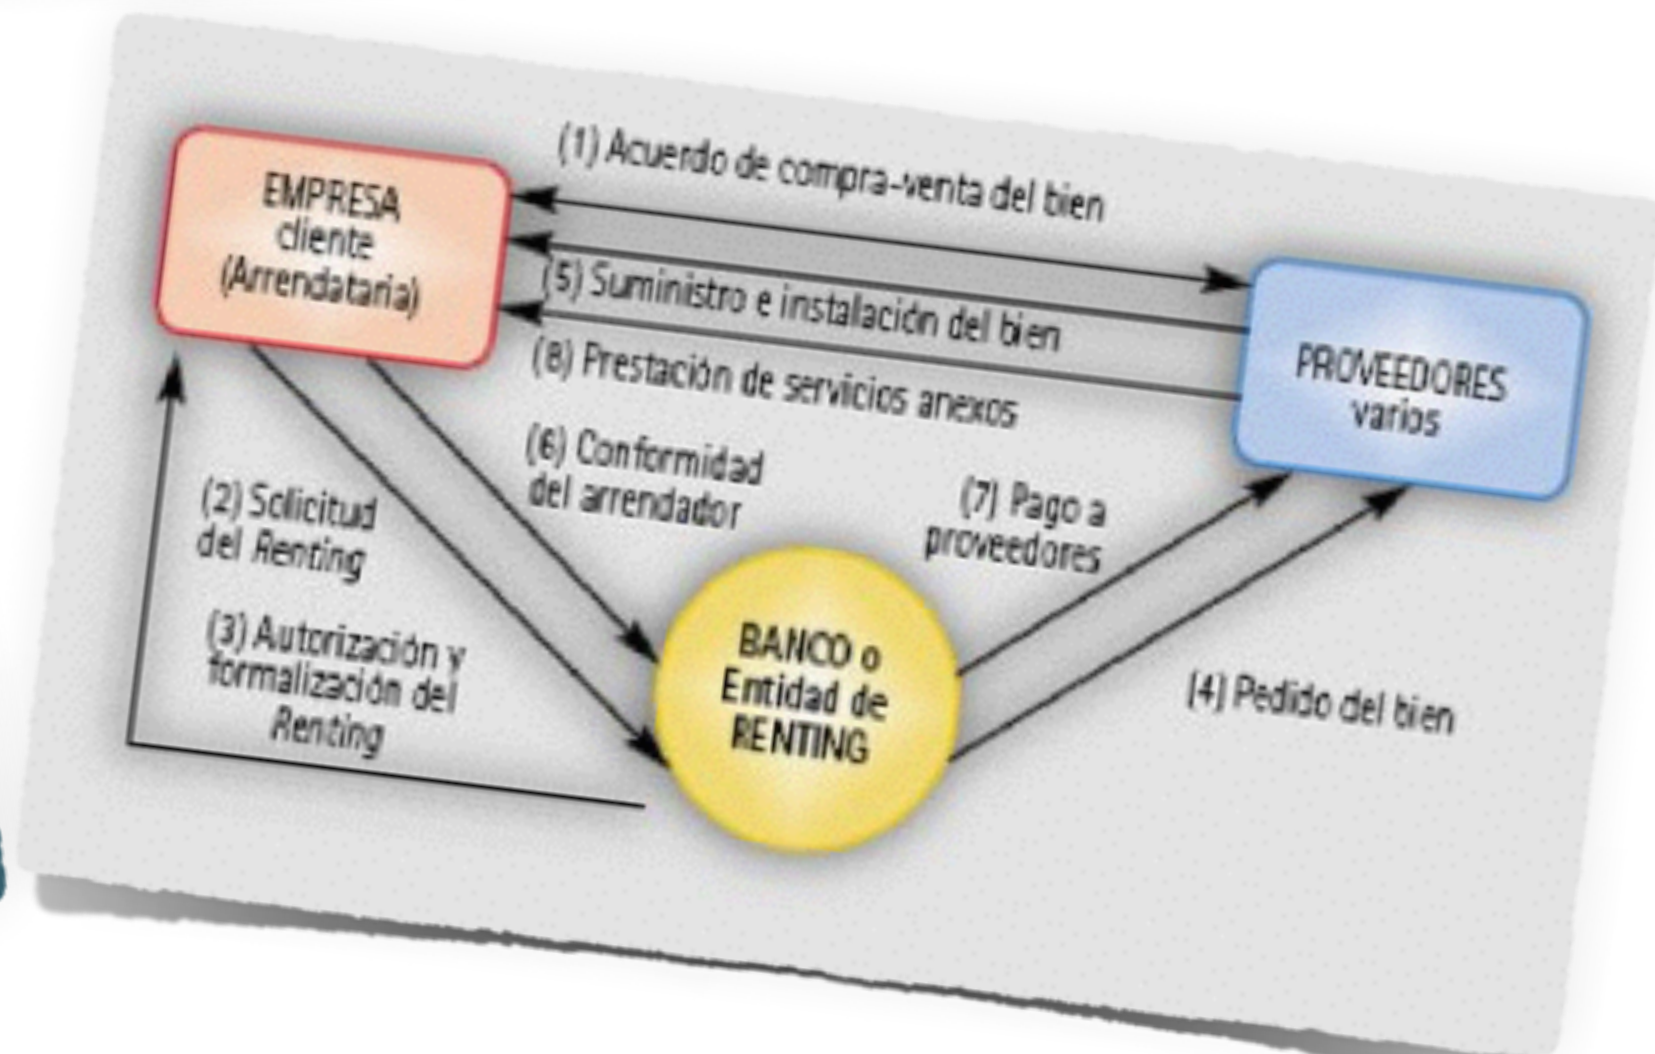 (1) Acuerdo de compra-venta del bien
EMPRESA
cliente
(Arrendataria)
(5) Suministro e instalación del bien
(8) Prestación de servicios anexos
PROVEEDORES
varios
(6) Conformidad
del arrendador
(7) Pago a
proveedores
(2) Solicitud
del Renting
(3) Autorización y
formalización del
Renting
BANCO o
Entidad de
RENTING
(4) Pedido del bien